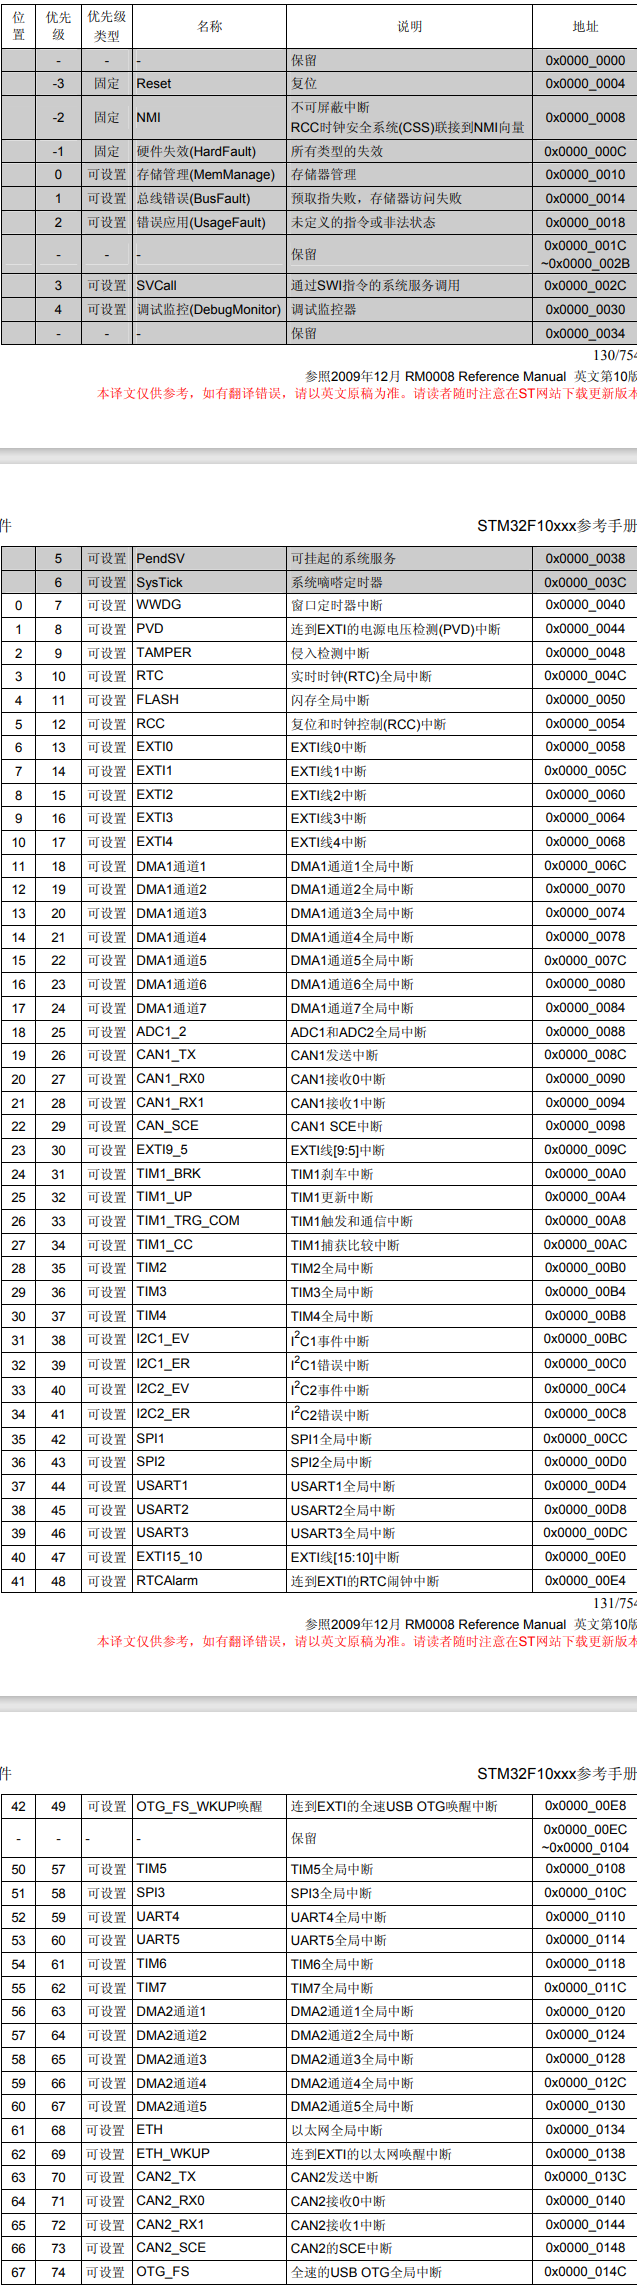 位置 优先级 优先级类型 名称 说明 地址
- - - 保留 0x0000_0000
-3 固定 Reset 复位 0x0000_0004
-2 固定 NMI 不可屏蔽中断 RCC时钟安全系统(CSS)联接到NMI向量 0x0000_0008
-1 固定 硬件失效(HardFault) 所有类型的失效 0x0000_000C
0 可设置 存储管理(MemManage) 存储器管理 0x0000_0010
1 可设置 总线错误(BusFault) 预取指失败，存储器访问失败 0x0000_0014
2 可设置 错误应用(UsageFault) 未定义的指令或非法状态 0x0000_0018
- - - 保留 0x0000_001C ~0x0000_002B
3 可设置 SVCall 通过SWI指令的系统服务调用 0x0000_002C
4 可设置 调试监控(DebugMonitor) 调试监控器 0x0000_0030
- - - 保留 0x0000_0034
130/754
参照2009年12月 RM0008 Reference Manual 英文第10版
本译文仅供参考，如有翻译错误，请以英文原稿为准。请读者随时注意在ST网站下载更新版本
件 STM32F10xxx参考手册
5 可设置 PendSV 可挂起的系统服务 0x0000_0038
6 可设置 SysTick 系统嘀嗒定时器 0x0000_003C
0 7 可设置 WWDG 窗口定时器中断 0x0000_0040
1 8 可设置 PVD 连到EXTI的电源电压检测(PVD)中断 0x0000_0044
2 9 可设置 TAMPER 侵入检测中断 0x0000_0048
3 10 可设置 RTC 实时时钟(RTC)全局中断 0x0000_004C
4 11 可设置 FLASH 闪存全局中断 0x0000_0050
5 12 可设置 RCC 复位和时钟控制(RCC)中断 0x0000_0054
6 13 可设置 EXTI0 EXTI线0中断 0x0000_0058
7 14 可设置 EXTI1 EXTI线1中断 0x0000_005C
8 15 可设置 EXTI2 EXTI线2中断 0x0000_0060
9 16 可设置 EXTI3 EXTI线3中断 0x0000_0064
10 17 可设置 EXTI4 EXTI线4中断 0x0000_0068
11 18 可设置 DMA1通道1 DMA1通道1全局中断 0x0000_006C
12 19 可设置 DMA1通道2 DMA1通道2全局中断 0x0000_0070
13 20 可设置 DMA1通道3 DMA1通道3全局中断 0x0000_0074
14 21 可设置 DMA1通道4 DMA1通道4全局中断 0x0000_0078
15 22 可设置 DMA1通道5 DMA1通道5全局中断 0x0000_007C
16 23 可设置 DMA1通道6 DMA1通道6全局中断 0x0000_0080
17 24 可设置 DMA1通道7 DMA1通道7全局中断 0x0000_0084
18 25 可设置 ADC1_2 ADC1和ADC2全局中断 0x0000_0088
19 26 可设置 CAN1_TX CAN1发送中断 0x0000_008C
20 27 可设置 CAN1_RX0 CAN1接收0中断 0x0000_0090
21 28 可设置 CAN1_RX1 CAN1接收1中断 0x0000_0094
22 29 可设置 CAN_SCE CAN1 SCE中断 0x0000_0098
23 30 可设置 EXTI9_5 EXTI线[9:5]中断 0x0000_009C
24 31 可设置 TIM1_BRK TIM1刹车中断 0x0000_00A0
25 32 可设置 TIM1_UP TIM1更新中断 0x0000_00A4
26 33 可设置 TIM1_TRG_COM TIM1触发和通信中断 0x0000_00A8
27 34 可设置 TIM1_CC TIM1捕获比较中断 0x0000_00AC
28 35 可设置 TIM2 TIM2全局中断 0x0000_00B0
29 36 可设置 TIM3 TIM3全局中断 0x0000_00B4
30 37 可设置 TIM4 TIM4全局中断 0x0000_00B8
31 38 可设置 I2C1_EV I²C1事件中断 0x0000_00BC
32 39 可设置 I2C1_ER I²C1错误中断 0x0000_00C0
33 40 可设置 I2C2_EV I²C2事件中断 0x0000_00C4
34 41 可设置 I2C2_ER I²C2错误中断 0x0000_00C8
35 42 可设置 SPI1 SPI1全局中断 0x0000_00CC
36 43 可设置 SPI2 SPI2全局中断 0x0000_00D0
37 44 可设置 USART1 USART1全局中断 0x0000_00D4
38 45 可设置 USART2 USART2全局中断 0x0000_00D8
39 46 可设置 USART3 USART3全局中断 0x0000_00DC
40 47 可设置 EXTI15_10 EXTI线[15:10]中断 0x0000_00E0
41 48 可设置 RTCAlarm 连到EXTI的RTC闹钟中断 0x0000_00E4
131/754
参照2009年12月 RM0008 Reference Manual 英文第10版
本译文仅供参考，如有翻译错误，请以英文原稿为准。请读者随时注意在ST网站下载更新版本
件 STM32F10xxx参考手册
42 49 可设置 OTG_FS_WKUP唤醒 连到EXTI的全速USB OTG唤醒中断 0x0000_00E8
- - - - 保留 0x0000_00EC ~0x0000_0104
50 57 可设置 TIM5 TIM5全局中断 0x0000_0108
51 58 可设置 SPI3 SPI3全局中断 0x0000_010C
52 59 可设置 UART4 UART4全局中断 0x0000_0110
53 60 可设置 UART5 UART5全局中断 0x0000_0114
54 61 可设置 TIM6 TIM6全局中断 0x0000_0118
55 62 可设置 TIM7 TIM7全局中断 0x0000_011C
56 63 可设置 DMA2通道1 DMA2通道1全局中断 0x0000_0120
57 64 可设置 DMA2通道2 DMA2通道2全局中断 0x0000_0124
58 65 可设置 DMA2通道3 DMA2通道3全局中断 0x0000_0128
59 66 可设置 DMA2通道4 DMA2通道4全局中断 0x0000_012C
60 67 可设置 DMA2通道5 DMA2通道5全局中断 0x0000_0130
61 68 可设置 ETH 以太网全局中断 0x0000_0134
62 69 可设置 ETH_WKUP 连到EXTI的以太网唤醒中断 0x0000_0138
63 70 可设置 CAN2_TX CAN2发送中断 0x0000_013C
64 71 可设置 CAN2_RX0 CAN2接收0中断 0x0000_0140
65 72 可设置 CAN2_RX1 CAN2接收1中断 0x0000_0144
66 73 可设置 CAN2_SCE CAN2的SCE中断 0x0000_0148
67 74 可设置 OTG_FS 全速的USB OTG全局中断 0x0000_014C